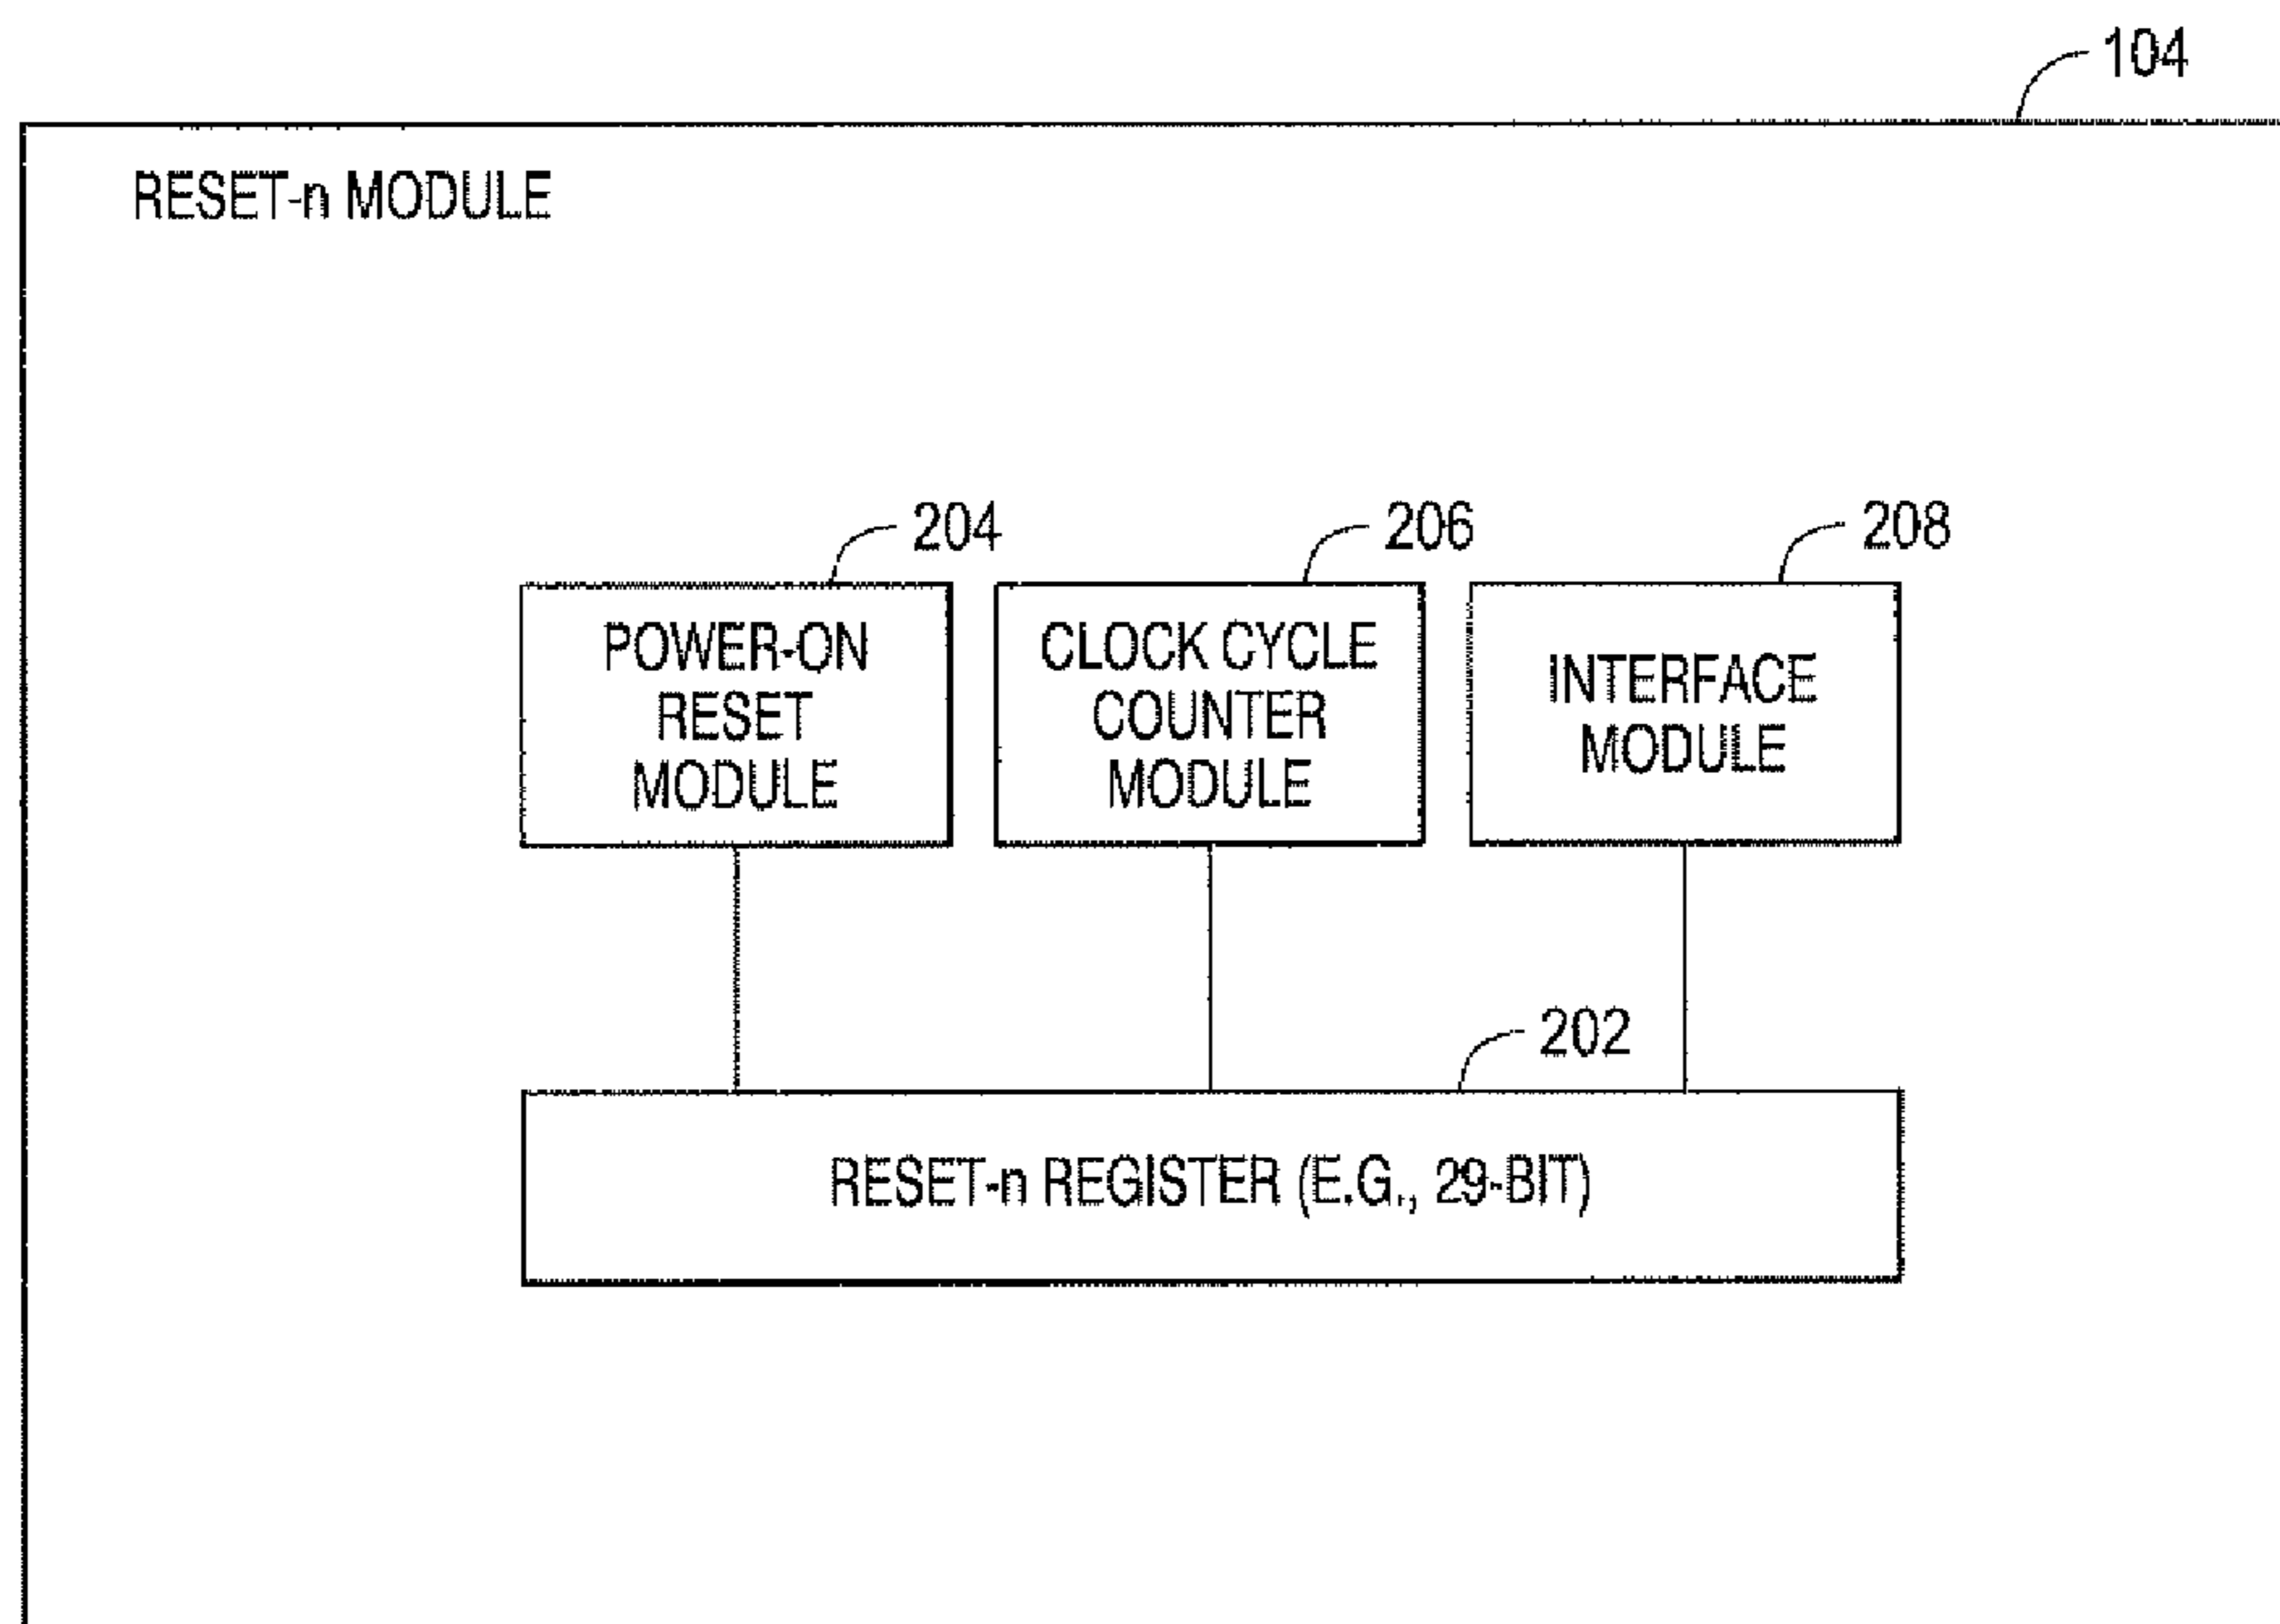 104
RESET-n MODULE
204
206
208
POWER-ON
RESET
MODULE
CLOCK CYCLE
COUNTER
MODULE
INTERFACE
MODULE
202
RESET-n REGISTER (E.G., 29-BIT)